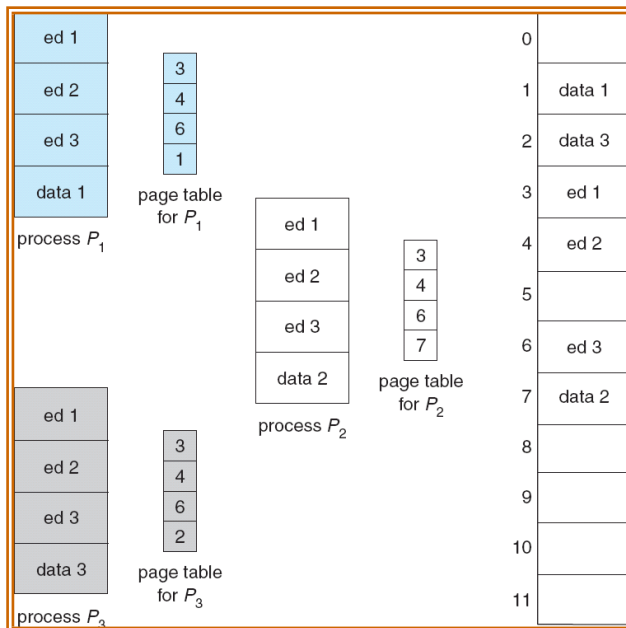 ed 1
ed 2
ed 3
data 1
process P1
3
4
6
1
page table
for P1
ed 1
ed 2
ed 3
data 2
process P2
3
4
6
7
page table
for P2
ed 1
ed 2
ed 3
data 3
process P3
3
4
6
2
page table
for P3
0
1 data 1
2 data 3
3 ed 1
4 ed 2
5
6 ed 3
7 data 2
8
9
10
11